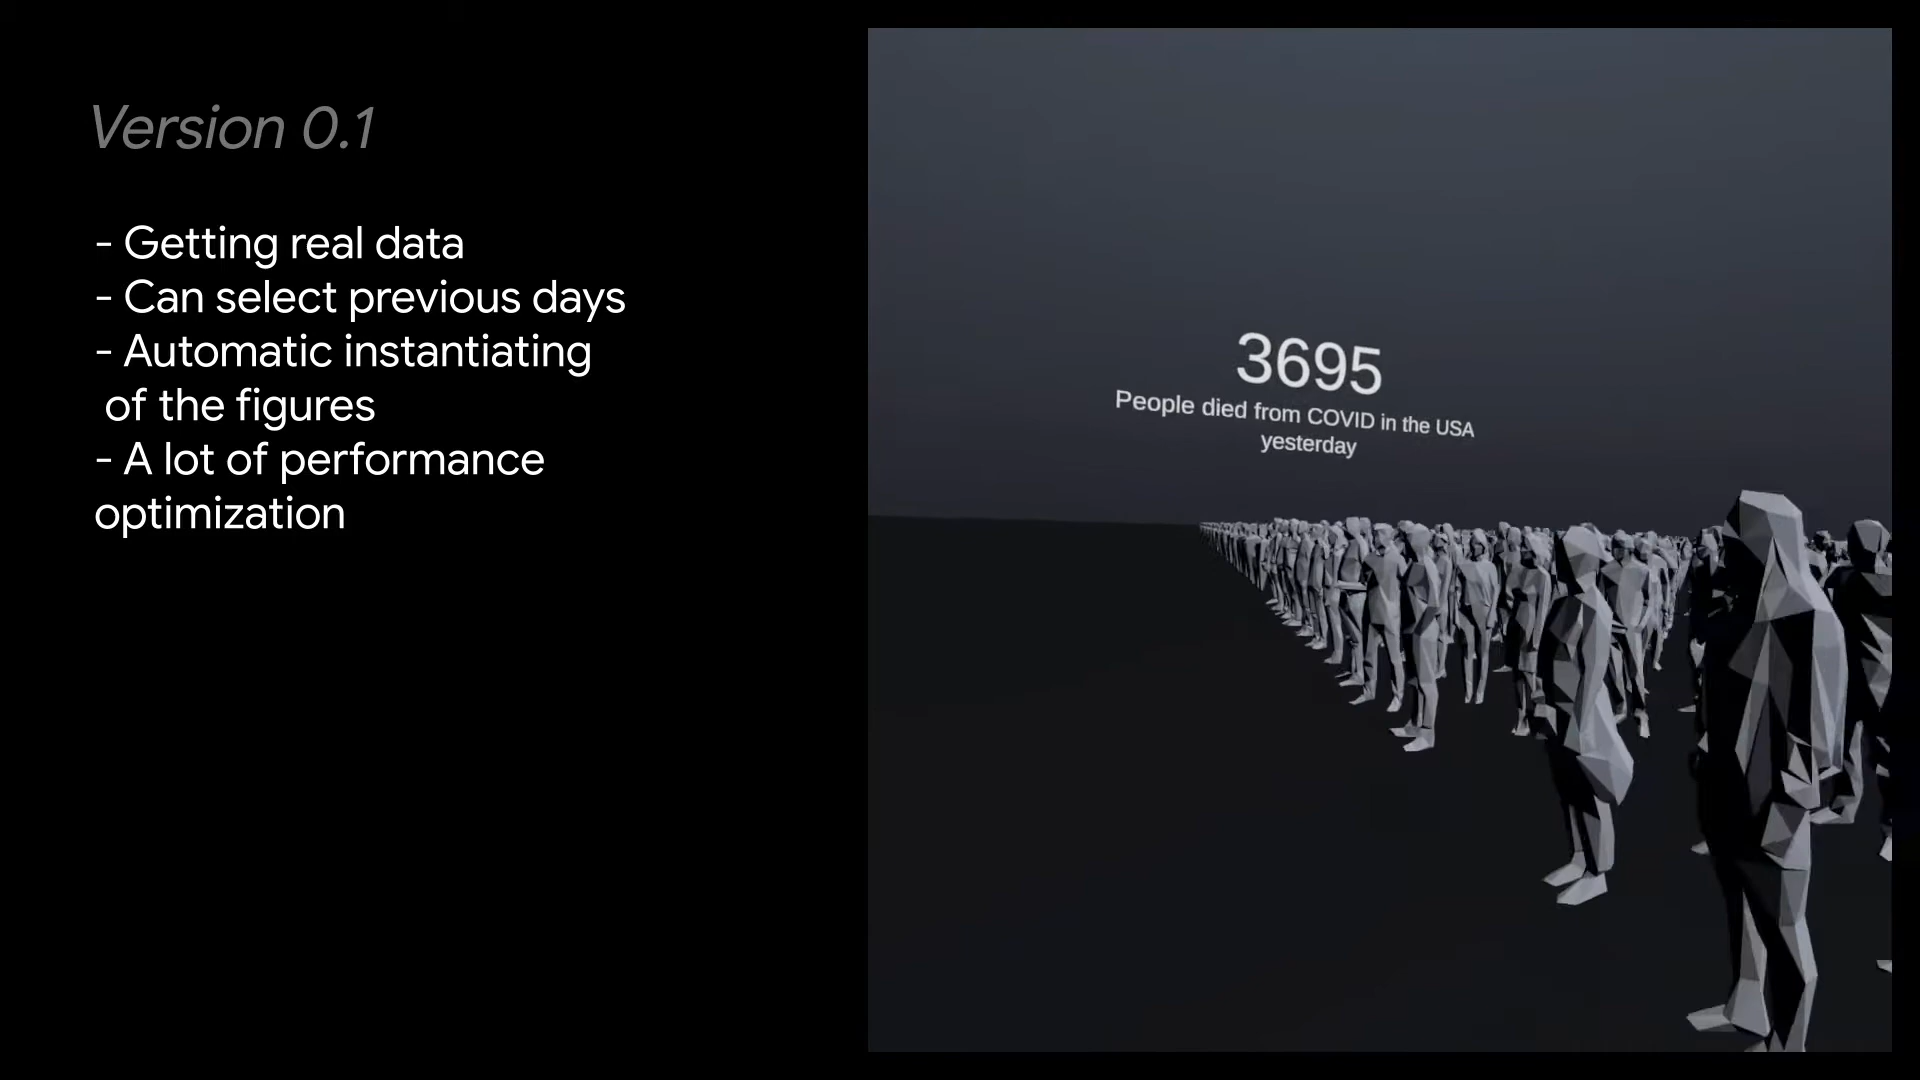 Version 0.1
- Getting real data
- Can select previous days
- Automatic instantiating
of the figures
- A lot of performance
optimization
3695
People died from COVID in the USA
yesterday